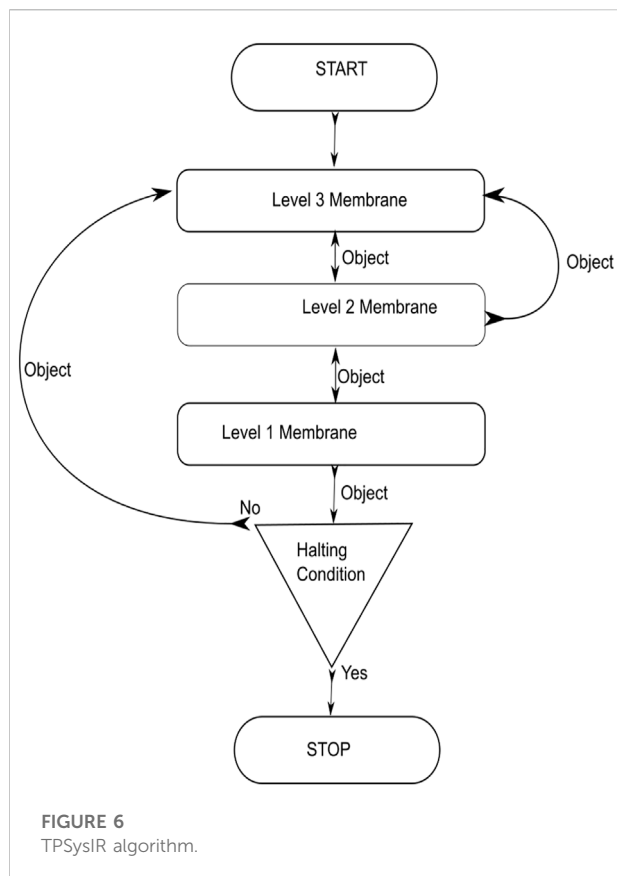 START
Level 3 Membrane
Object
Object
Level 2 Membrane
Object
Object
Level 1 Membrane
Object
No
Halting
Condition
Yes
STOP
FIGURE 6
TPSysIR algorithm.